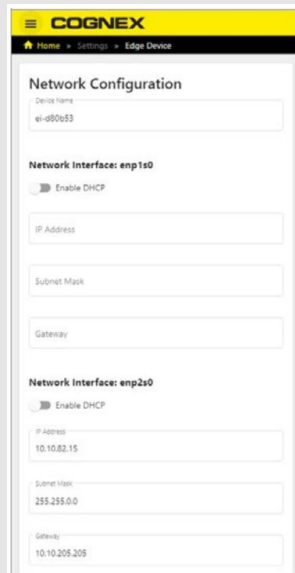 COGNEX
Home » Settings » Edge Device
Network Configuration
Device Name
ei-d80b53
Network Interface: enp1s0
Enable DHCP
IP Address
Subnet Mask
Gateway
Network Interface: enp2s0
Enable DHCP
IP Address
10.10.82.15
Subnet Mask
255.255.0.0
Gateway
10.10.205.205